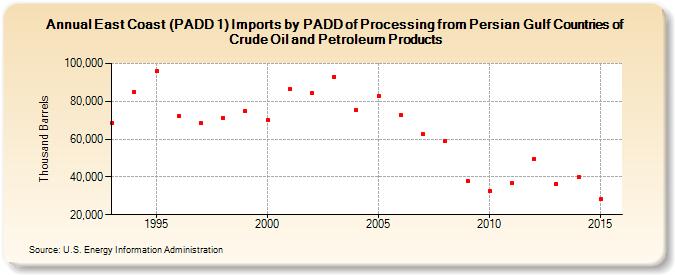 Annual East Coast (PADD 1) Imports by PADD of Processing from Persian Gulf Countries of
Crude Oil and Petroleum Products
Thousand Barrels
100,000
80,000
60,000
40,000
20,000
1995 2000 2005 2010 2015
Source: U.S. Energy Information Administration